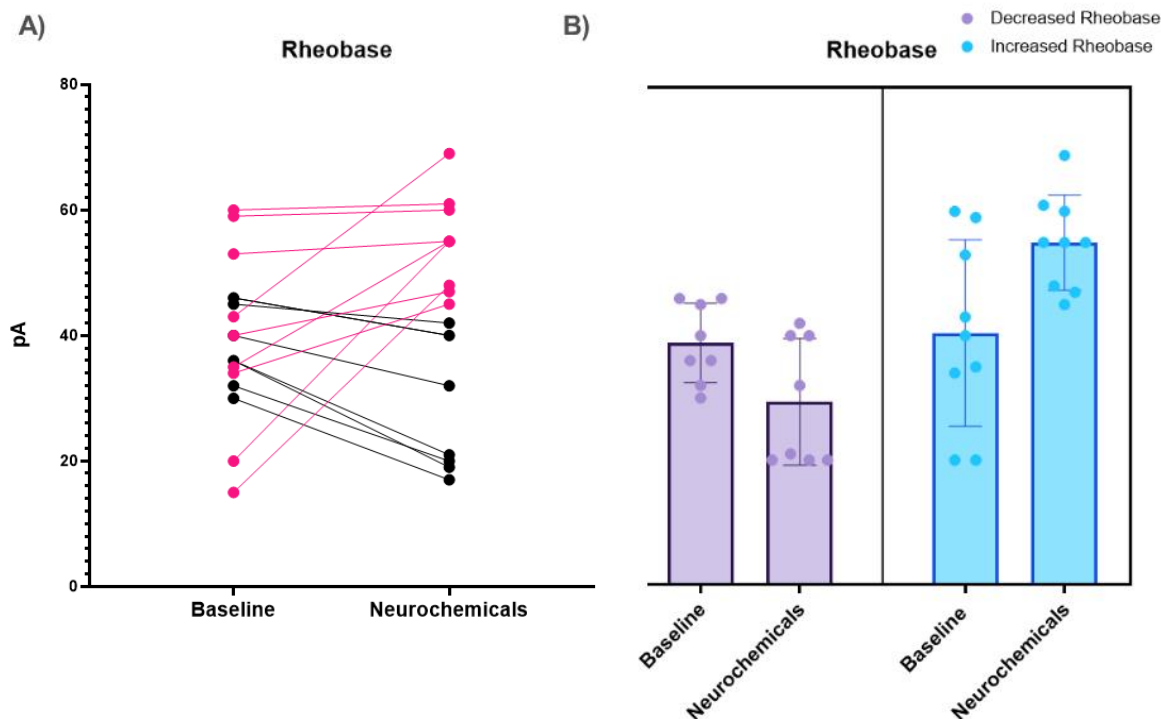 A)
Rheobase
pA
80
60
40
20
0
Baseline
Neurochemicals
B)
Decreased Rheobase
Increased Rheobase
Rheobase
Baseline
Neurochemicals
Baseline
Neurochemicals